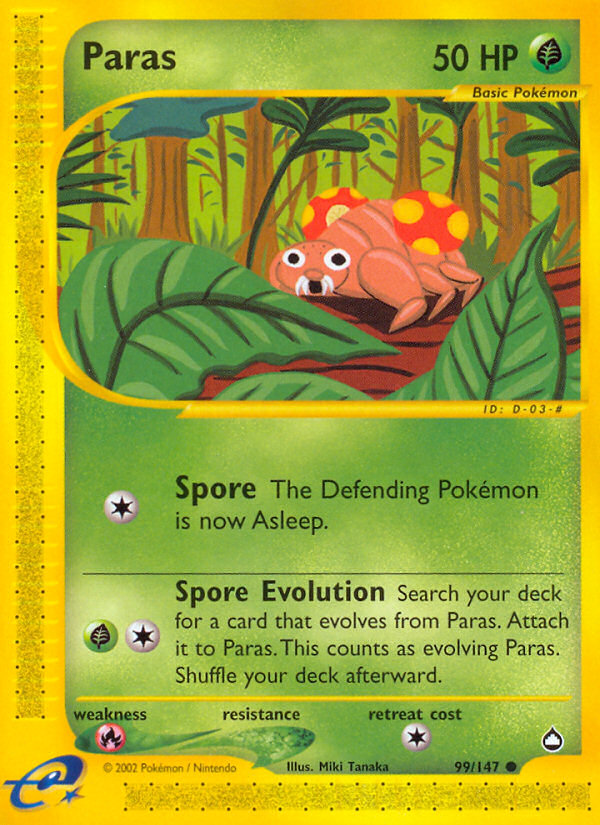 Paras
50 HP
Basic Pokémon
ID: D-03-#
Spore The Defending Pokémon
is now Asleep.
Spore Evolution Search your deck
for a card that evolves from Paras. Attach
it to Paras. This counts as evolving Paras.
Shuffle your deck afterward.
weakness resistance retreat cost
© 2002 Pokémon / Nintendo Illus. Miki Tanaka 99/147
e